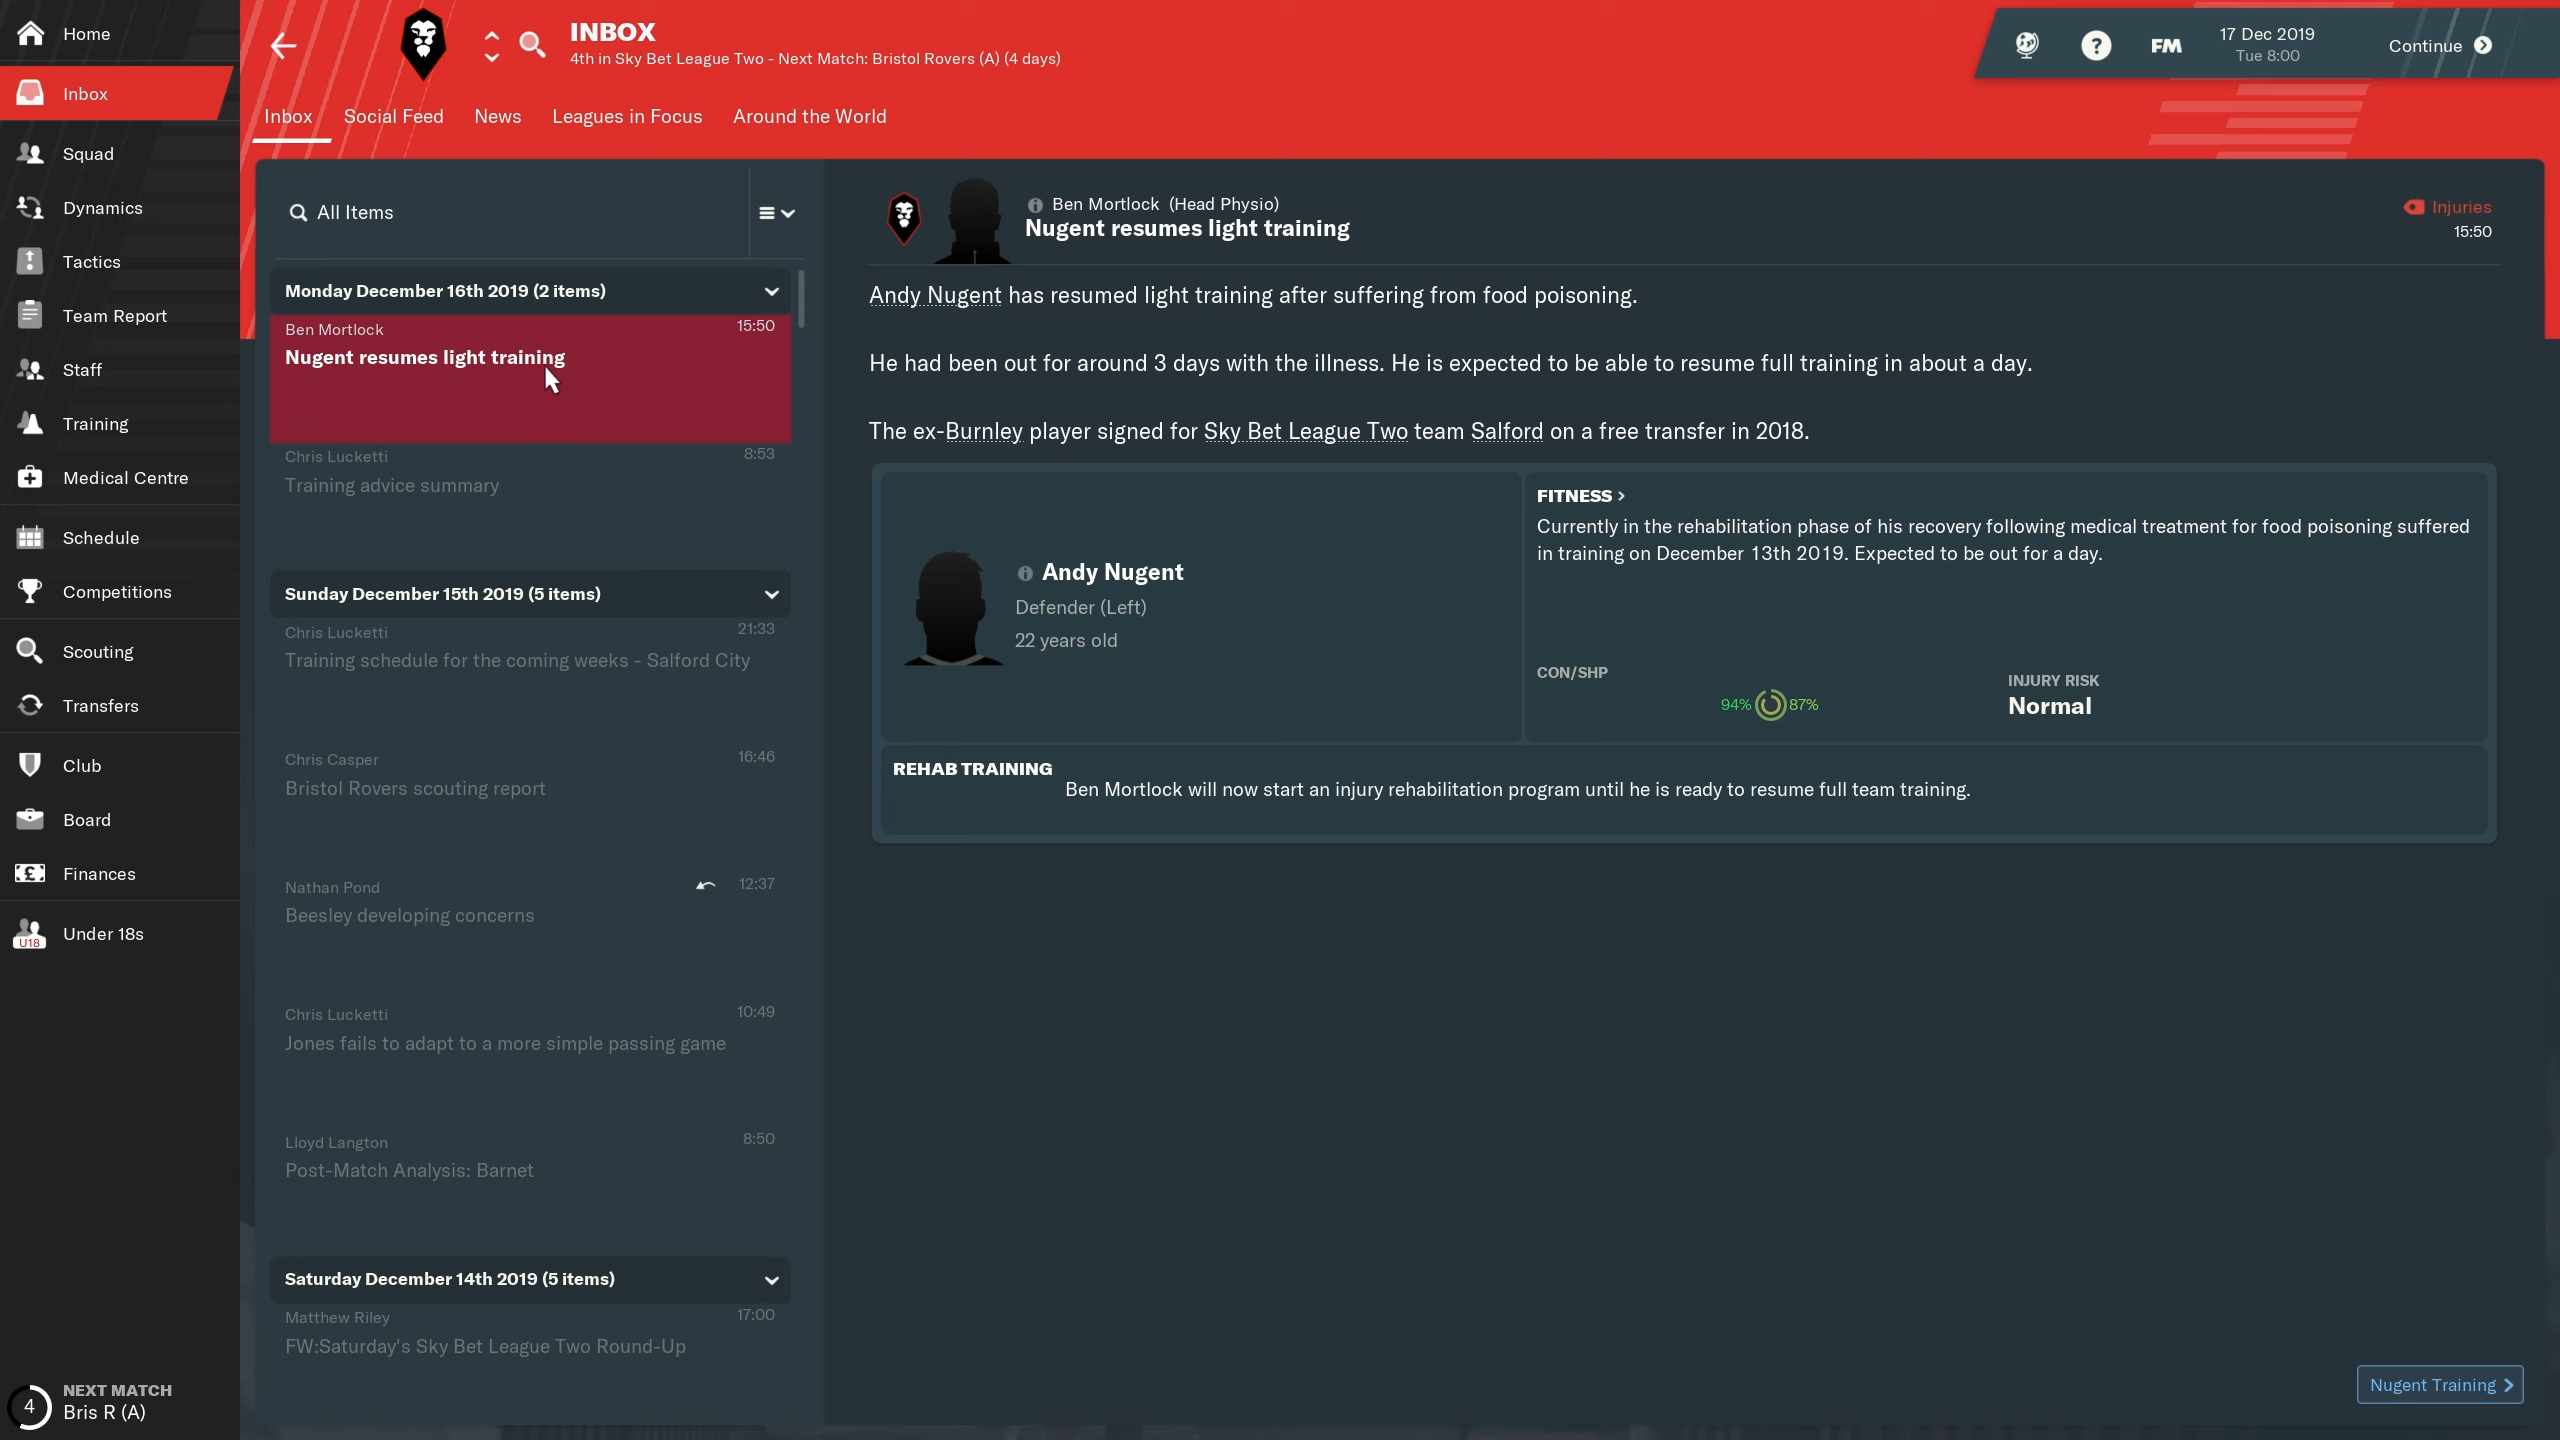 Home
Inbox
Squad
Dynamics
Tactics
Team Report
Staff
Training
Medical Centre
Schedule
Competitions
Scouting
Transfers
Club
Board
Finances
U18
Under 18s
4
NEXT MATCH
Bris R (A)
INBOX
4th in Sky Bet League Two - Next Match: Bristol Rovers (A) (4 days)
? FM
17 Dec 2019
Tue 8:00
Continue
Inbox Social Feed News Leagues in Focus Around the World
All Items
Monday December 16th 2019 (2 items)
Ben Mortlock 15:50
Nugent resumes light training
Chris Lucketti 8:53
Training advice summary
Sunday December 15th 2019 (5 items)
Chris Lucketti 21:33
Training schedule for the coming weeks - Salford City
Chris Casper 16:46
Bristol Rovers scouting report
Nathan Pond 12:37
Beesley developing concerns
Chris Lucketti 10:49
Jones fails to adapt to a more simple passing game
Lloyd Langton 8:50
Post-Match Analysis: Barnet
Saturday December 14th 2019 (5 items)
Matthew Riley 17:00
FW:Saturday's Sky Bet League Two Round-Up
Ben Mortlock (Head Physio)
Nugent resumes light training
Injuries
15:50
Andy Nugent has resumed light training after suffering from food poisoning.
He had been out for around 3 days with the illness. He is expected to be able to resume full training in about a day.
The ex-Burnley player signed for Sky Bet League Two team Salford on a free transfer in 2018.
Andy Nugent
Defender (Left)
22 years old
FITNESS >
Currently in the rehabilitation phase of his recovery following medical treatment for food poisoning suffered
in training on December 13th 2019. Expected to be out for a day.
CON/SHP
94% 87%
INJURY RISK
Normal
REHAB TRAINING
Ben Mortlock will now start an injury rehabilitation program until he is ready to resume full team training.
Nugent Training >